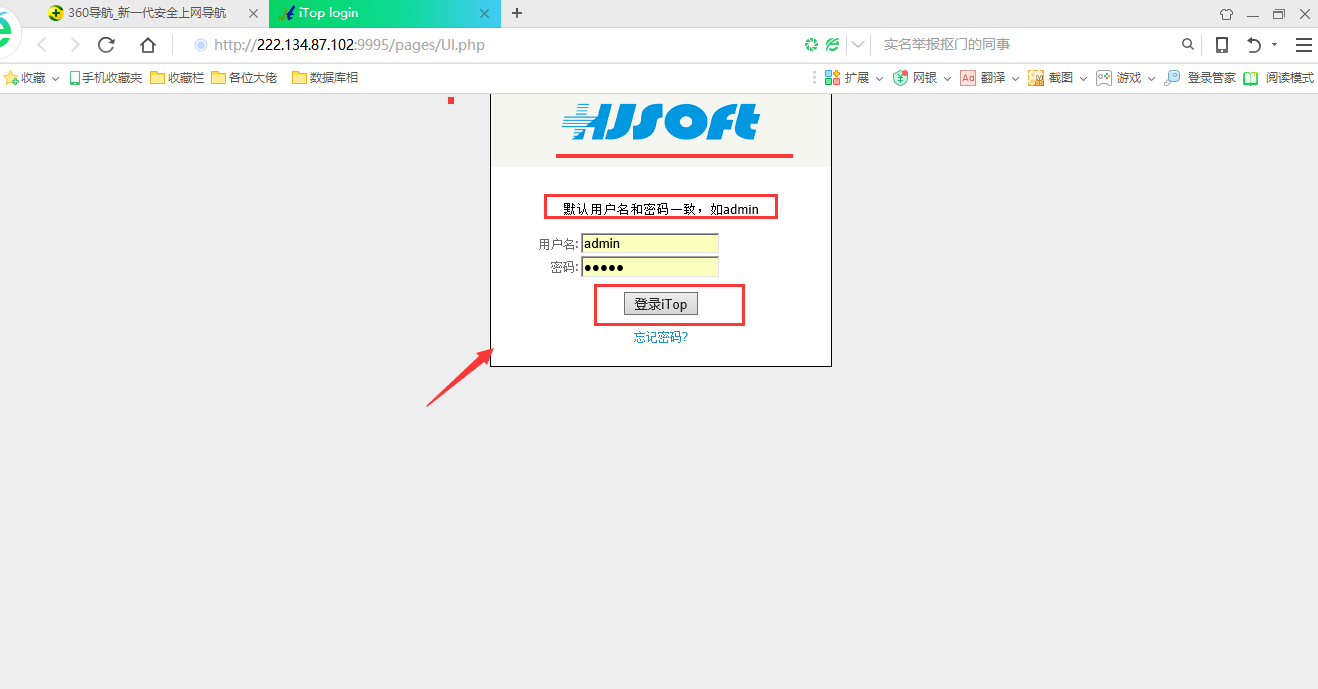 360导航_新一代安全上网导航
iTop login
http://222.134.87.102:9995/pages/UI.php
实名举报抠门的同事
收藏 手机收藏夹 收藏栏 各位大佬 数据库相
扩展 网银 Aa 翻译 截图 游戏 登录管家 阅读模式
HJSOFT
默认用户名和密码一致，如admin
用户名: admin
密码: ●●●●●
登录iTop
忘记密码?